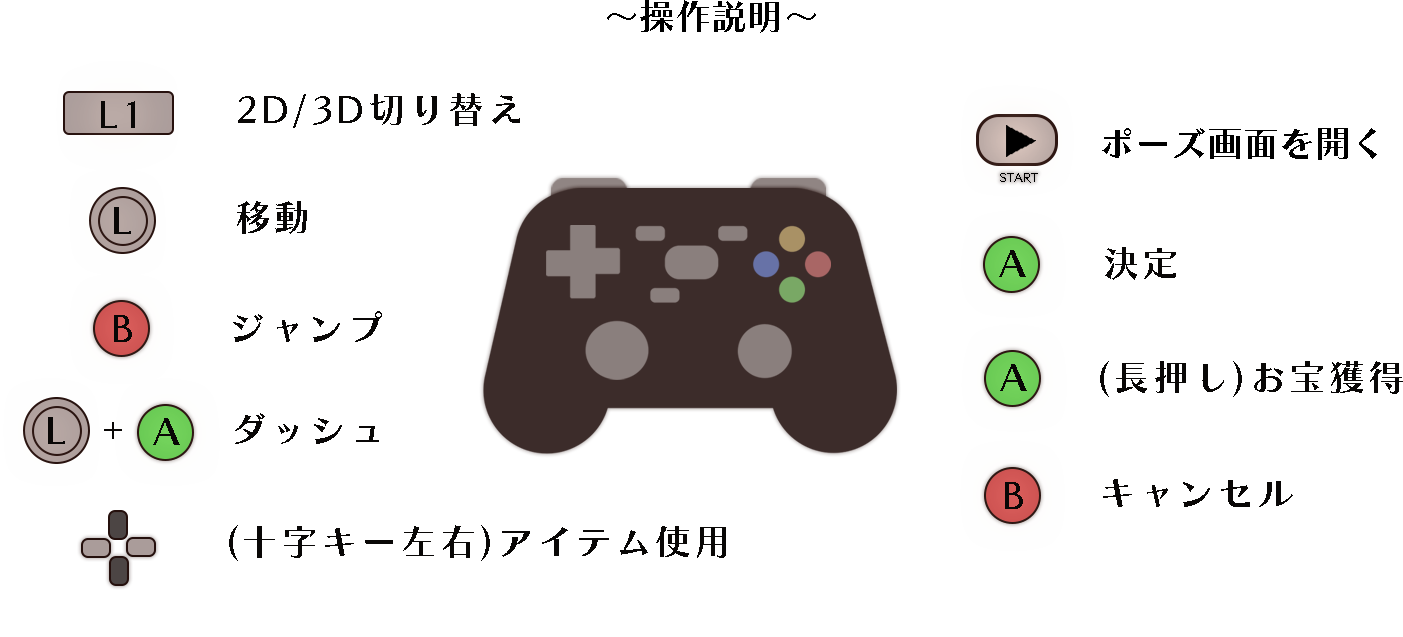 ～操作説明～
L1 2D/3D切り替え
L 移動
B ジャンプ
L + A ダッシュ
(十字キー左右)アイテム使用
START ポーズ画面を開く
A 決定
A (長押し)お宝獲得
B キャンセル